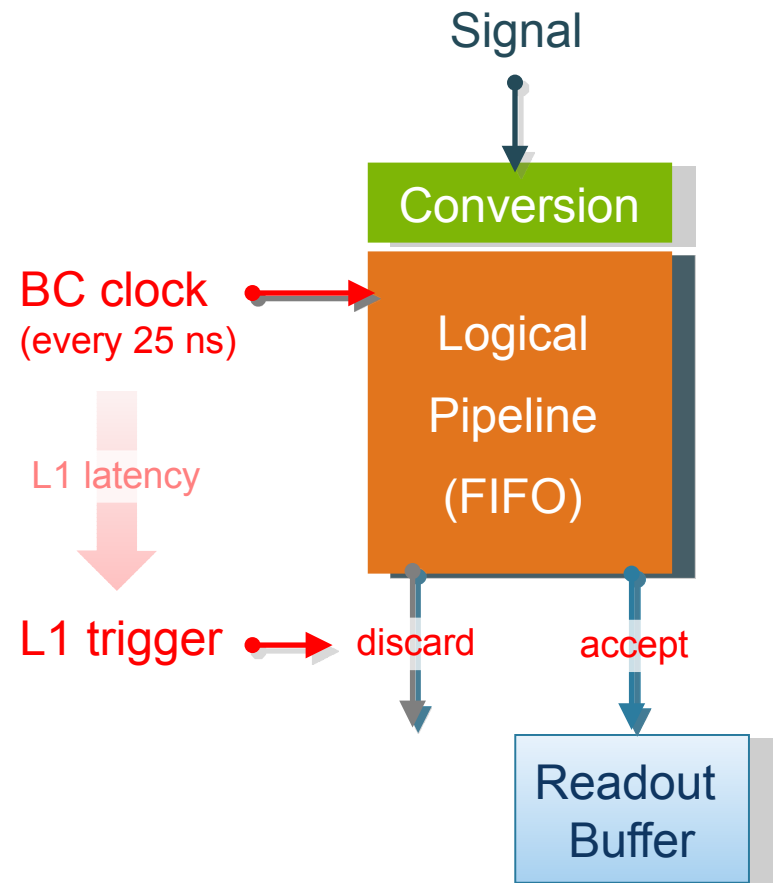 Signal
Conversion
BC clock
(every 25 ns)
Logical
Pipeline
(FIFO)
L1 latency
L1 trigger
discard
accept
Readout
Buffer